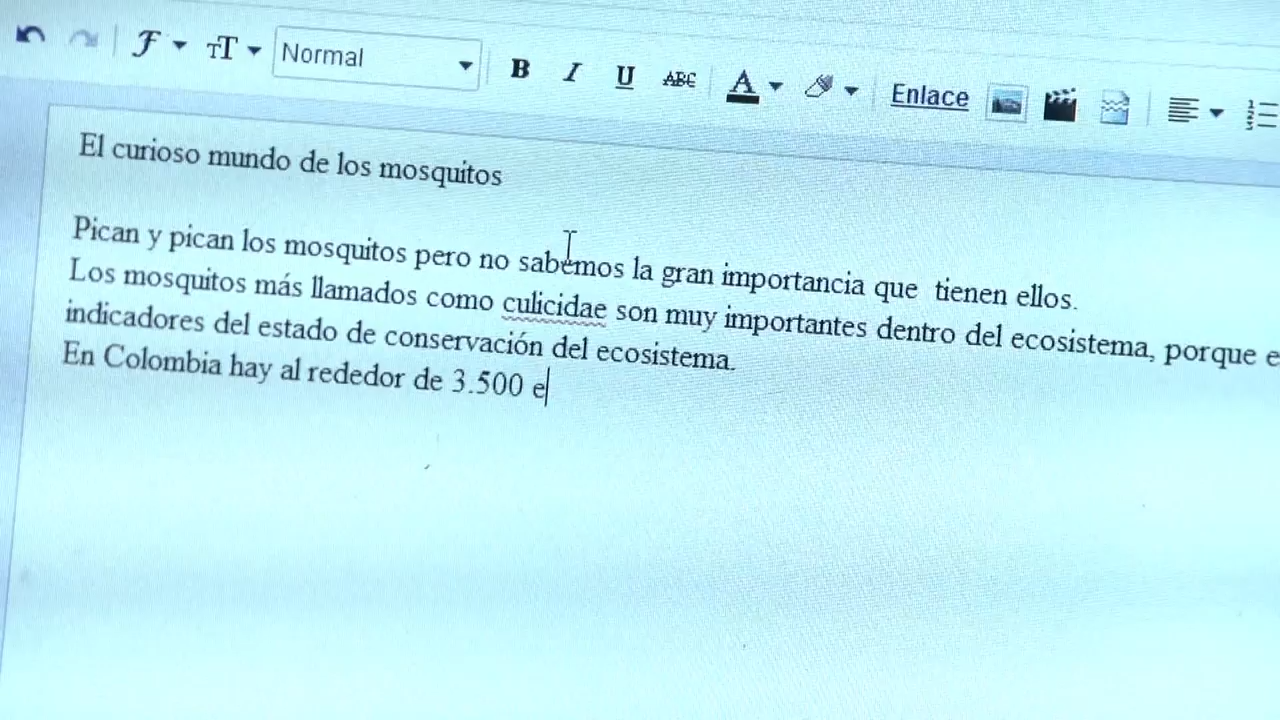 Normal
B I U ABC A Enlace
El curioso mundo de los mosquitos
Pican y pican los mosquitos pero no sabemos la gran importancia que tienen ellos.
Los mosquitos más llamados como culicidae son muy importantes dentro del ecosistema, porque e
indicadores del estado de conservación del ecosistema.
En Colombia hay al rededor de 3.500 e